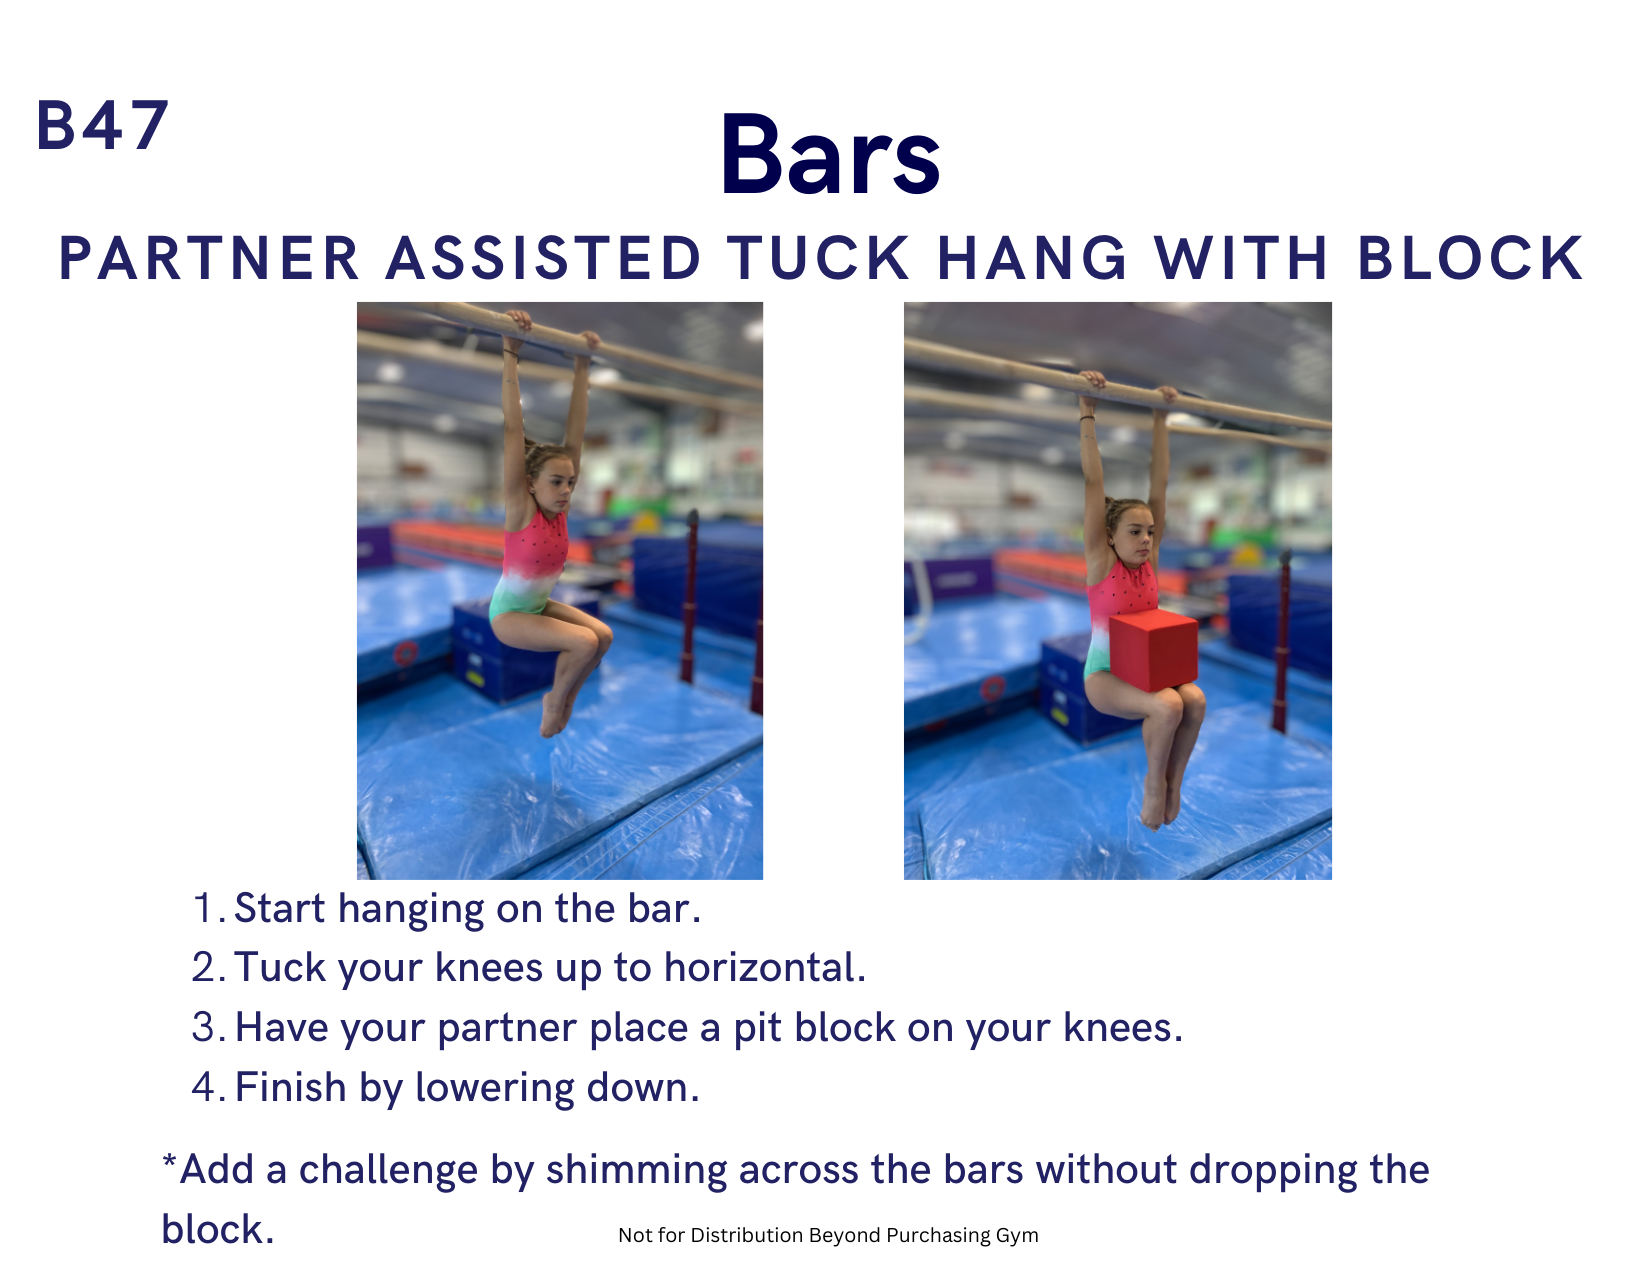 B47
Bars
PARTNER ASSISTED TUCK HANG WITH BLOCK
1. Start hanging on the bar.
2. Tuck your knees up to horizontal.
3. Have your partner place a pit block on your knees.
4. Finish by lowering down.
*Add a challenge by shimming across the bars without dropping the
block.
Not for Distribution Beyond Purchasing Gym